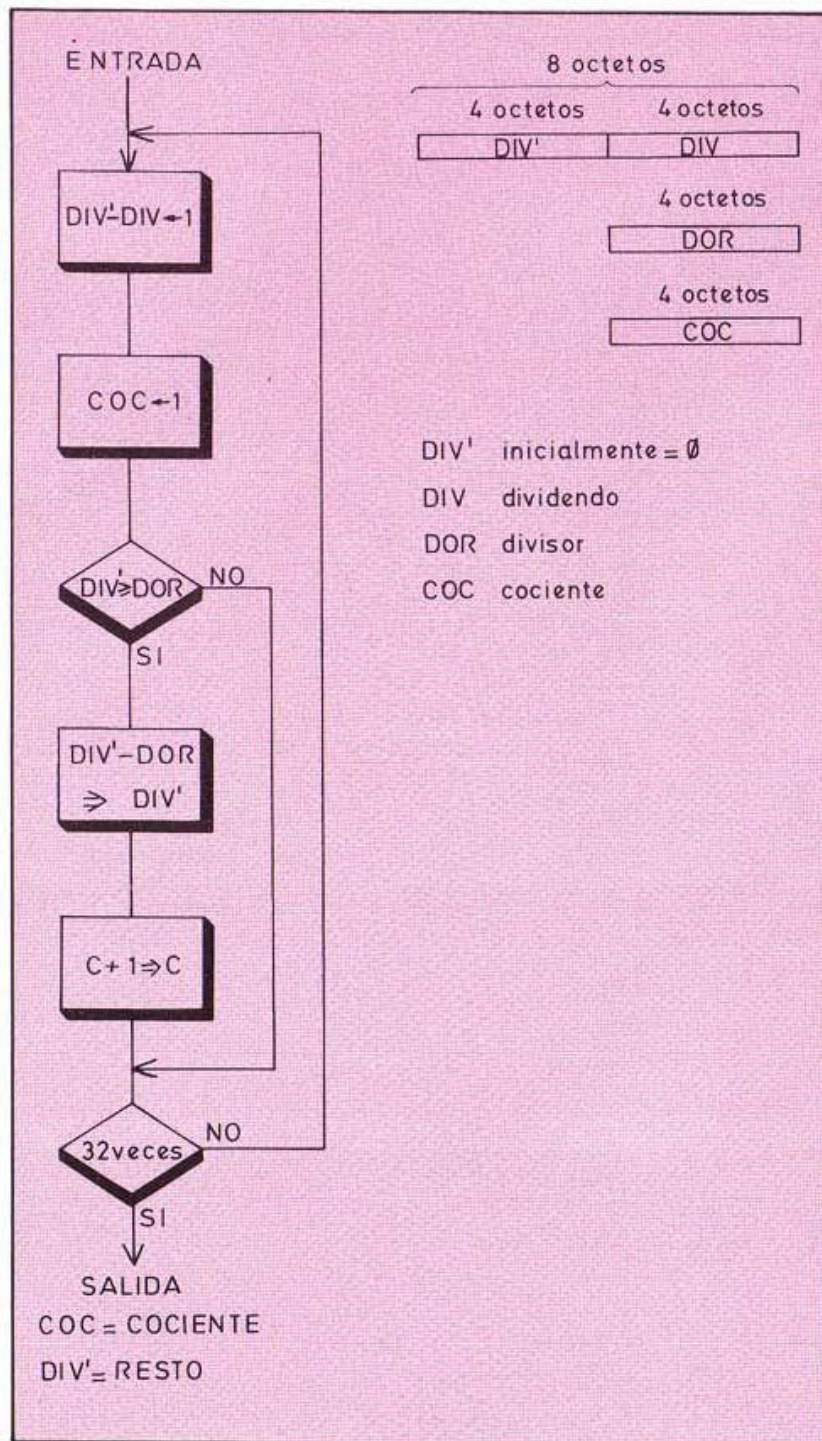 ENTRADA
DIV'-DIV←1
COC←1
DIV'≥DOR
NO
SI
DIV'-DOR
⇒ DIV'
C+1⇒C
32veces
NO
SI
SALIDA
COC=COCIENTE
DIV'=RESTO
8 octetos
4 octetos 4 octetos
DIV' DIV
4 octetos
DOR
4 octetos
COC
DIV' inicialmente=Ø
DIV dividendo
DOR divisor
COC cociente